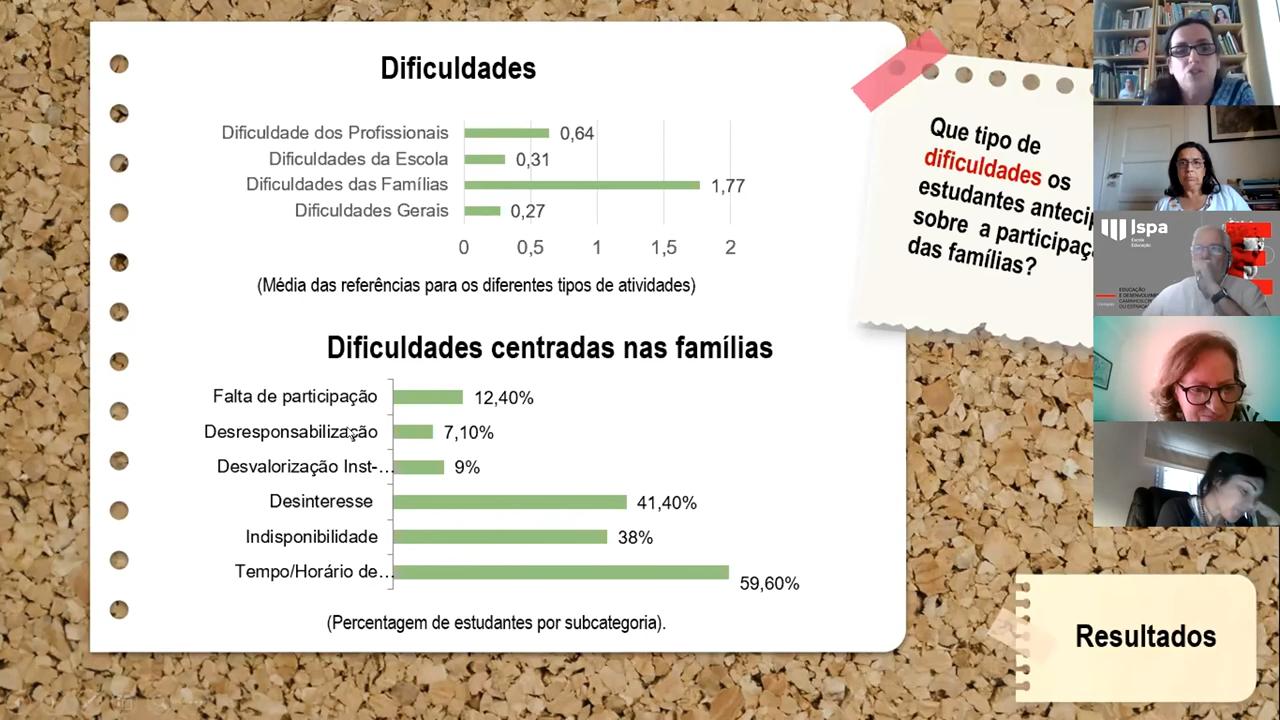 Dificuldades
Dificuldade dos Profissionais 0,64
Dificuldades da Escola 0,31
Dificuldades das Famílias 1,77
Dificuldades Gerais 0,27
0 0,5 1 1,5 2
(Média das referências para os diferentes tipos de atividades)
Dificuldades centradas nas famílias
Falta de participação 12,40%
Desresponsabilização 7,10%
Desvalorização Inst-… 9%
Desinteresse 41,40%
Indisponibilidade 38%
Tempo/Horário de… 59,60%
(Percentagem de estudantes por subcategoria).
Que tipo de
dificuldades os
estudantes antecip
sobre a participaç
das famílias?
Ispa
Escola
Educação
EDUCAÇÃO
Resultados